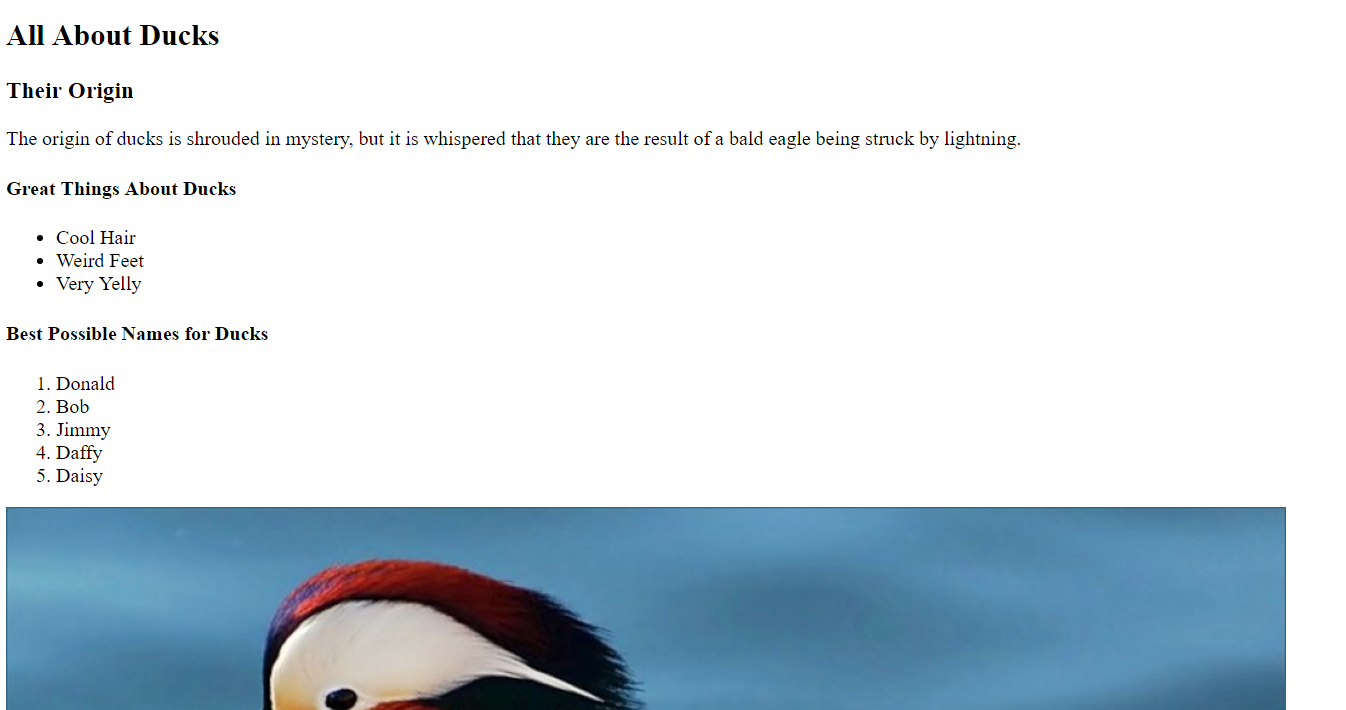 All About Ducks
Their Origin
The origin of ducks is shrouded in mystery, but it is whispered that they are the result of a bald eagle being struck by lightning.
Great Things About Ducks
• Cool Hair
• Weird Feet
• Very Yelly
Best Possible Names for Ducks
1. Donald
2. Bob
3. Jimmy
4. Daffy
5. Daisy